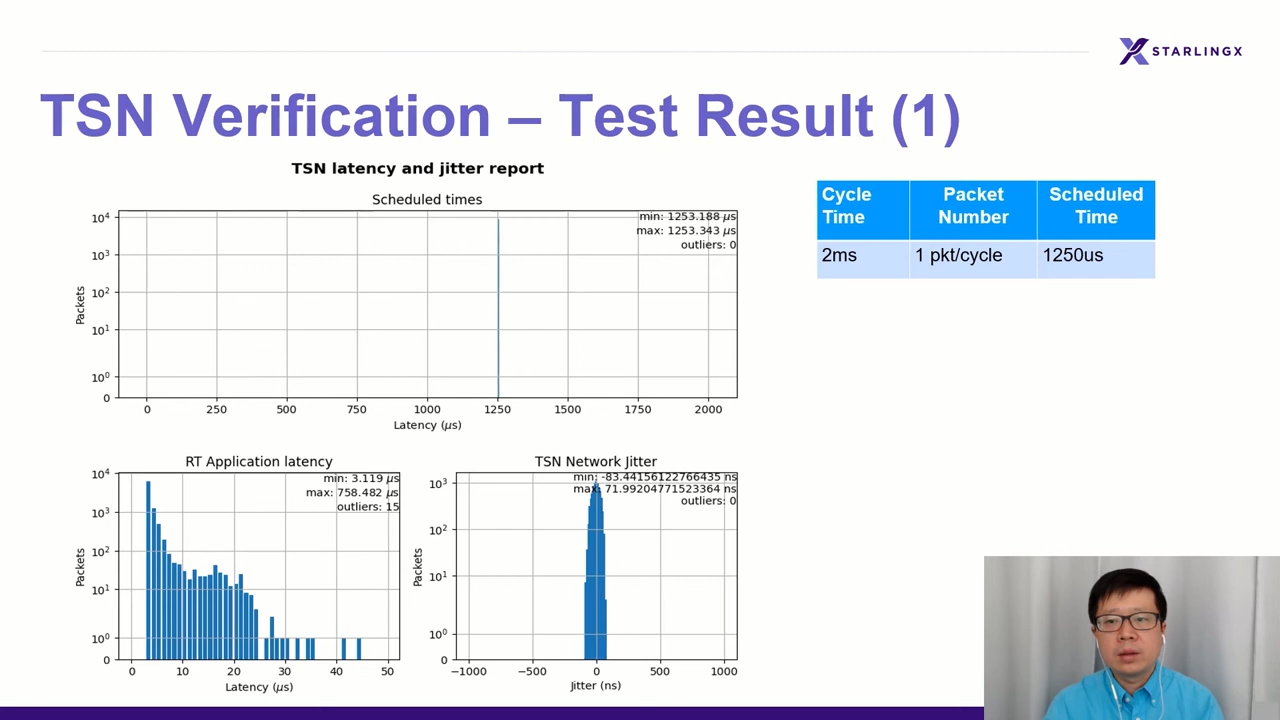 STARLINGX
TSN Verification – Test Result (1)
TSN latency and jitter report
Scheduled times
min: 1253.188 µs
max: 1253.343 µs
outliers: 0
10⁴
10³
10²
10¹
10⁰
0
Packets
0 250 500 750 1000 1250 1500 1750 2000
Latency (µs)
Cycle Time Packet Number Scheduled Time
2ms 1 pkt/cycle 1250us
RT Application latency
min: 3.119 µs
max: 758.482 µs
outliers: 15
10⁴
10³
10²
10¹
10⁰
0
Packets
0 10 20 30 40 50
Latency (µs)
TSN Network Jitter
min: -83.44156122766435 ns
max: 71.99204771523364 ns
outliers: 0
10³
10²
10¹
10⁰
0
Packets
−1000 −500 0 500 1000
Jitter (ns)